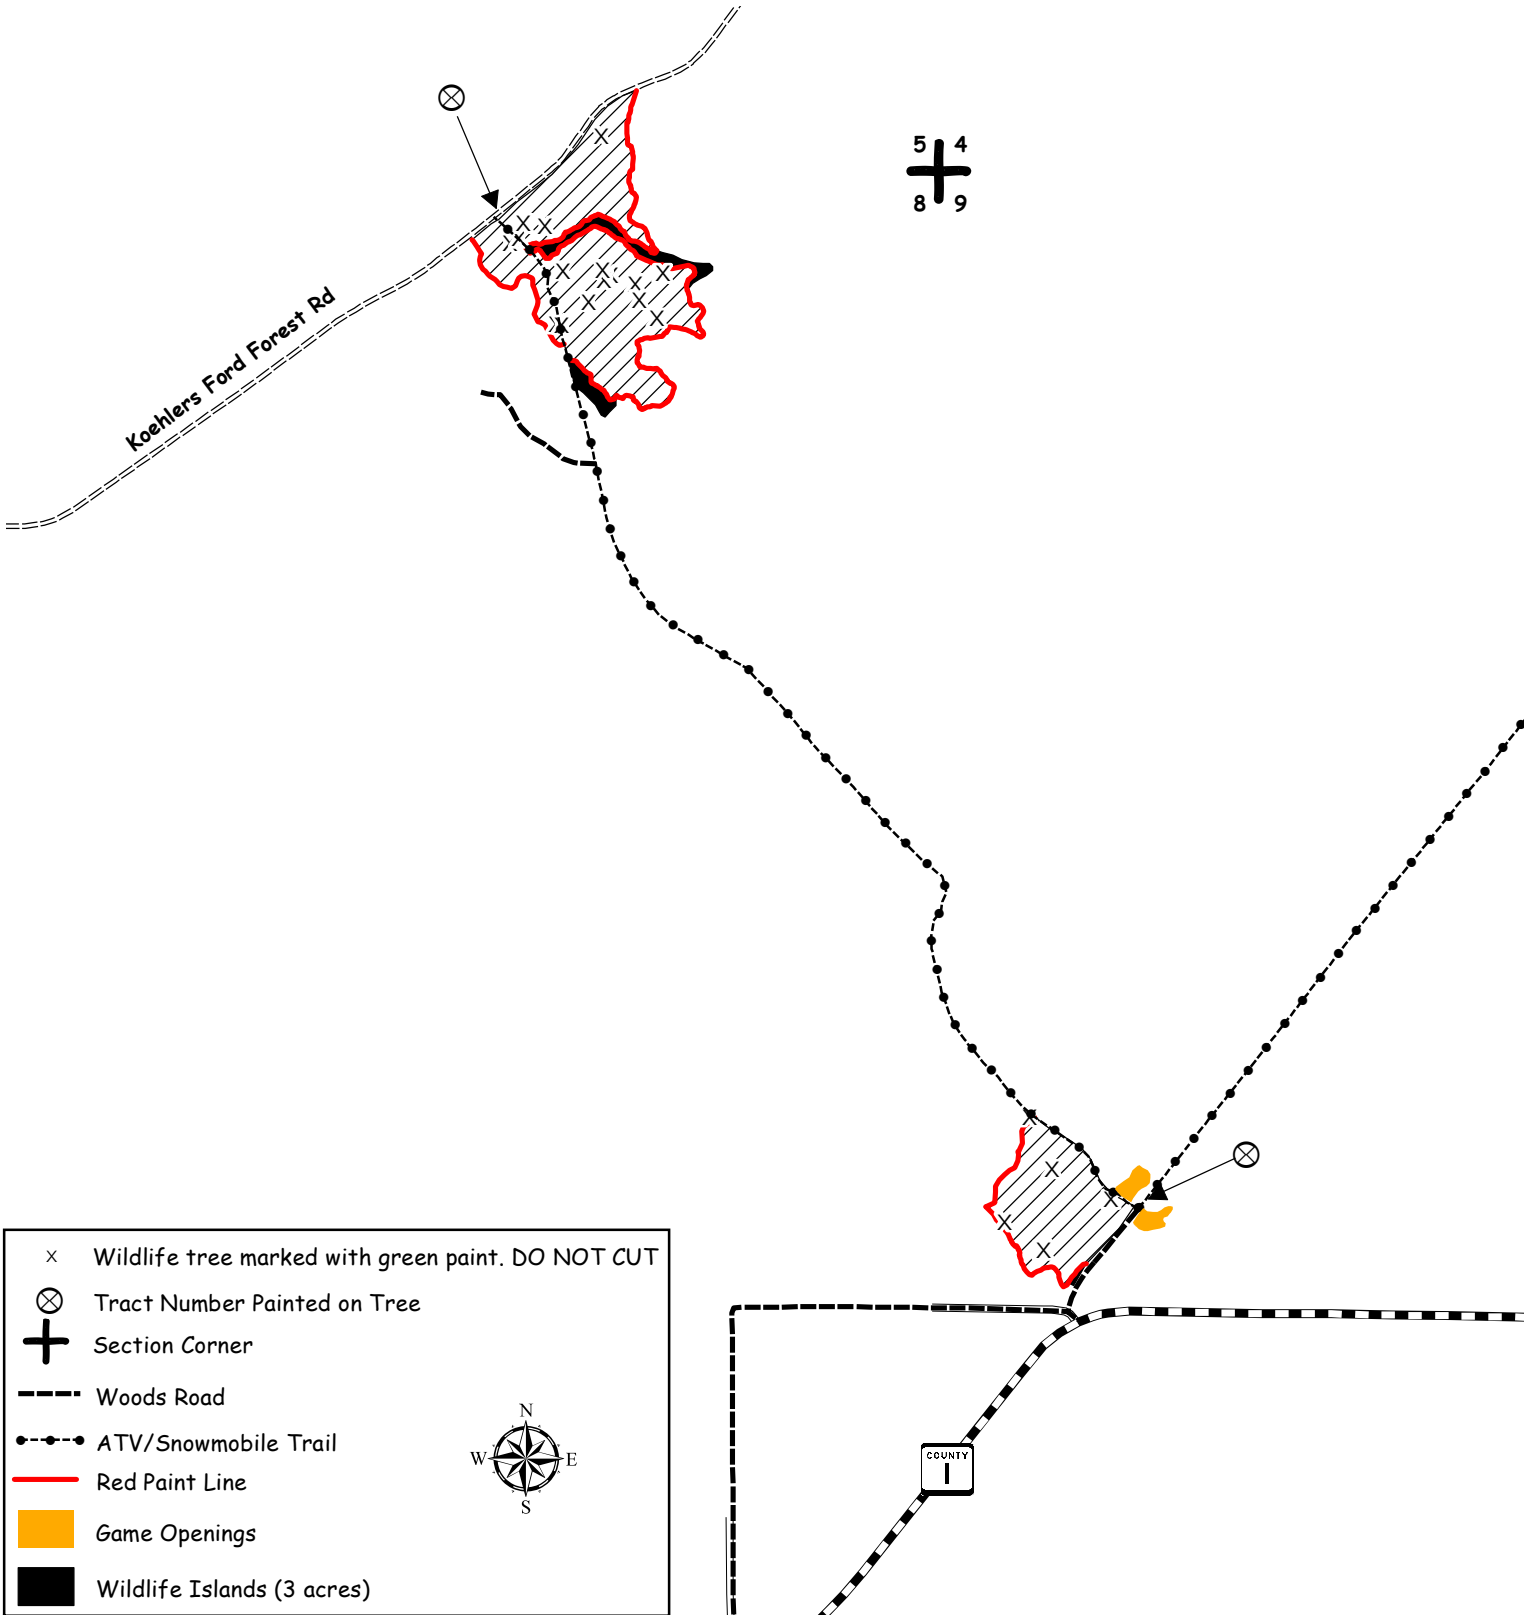 5 4
8 9
Koehlers Ford Forest Rd
X Wildlife tree marked with green paint. DO NOT CUT
Tract Number Painted on Tree
Section Corner
Woods Road
ATV/Snowmobile Trail
Red Paint Line
Game Openings
Wildlife Islands (3 acres)
N
W E
S
COUNTY
I